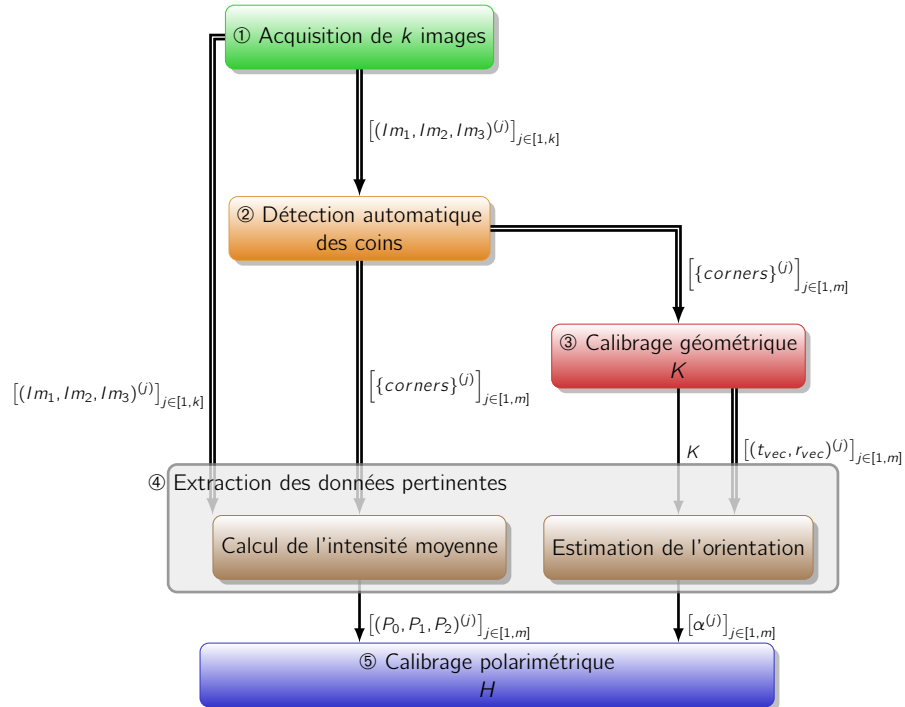 ① Acquisition de k images
[(Im₁, Im₂, Im₃)⁽ʲ⁾]j∈[1,k]
② Détection automatique
des coins
[{corners}⁽ʲ⁾]j∈[1,m]
③ Calibrage géométrique
K
[(Im₁, Im₂, Im₃)⁽ʲ⁾]j∈[1,k]
[{corners}⁽ʲ⁾]j∈[1,m]
K
[(t_vec, r_vec)⁽ʲ⁾]j∈[1,m]
④ Extraction des données pertinentes
Calcul de l'intensité moyenne
Estimation de l'orientation
[(P₀, P₁, P₂)⁽ʲ⁾]j∈[1,m]
[α⁽ʲ⁾]j∈[1,m]
⑤ Calibrage polarimétrique
H